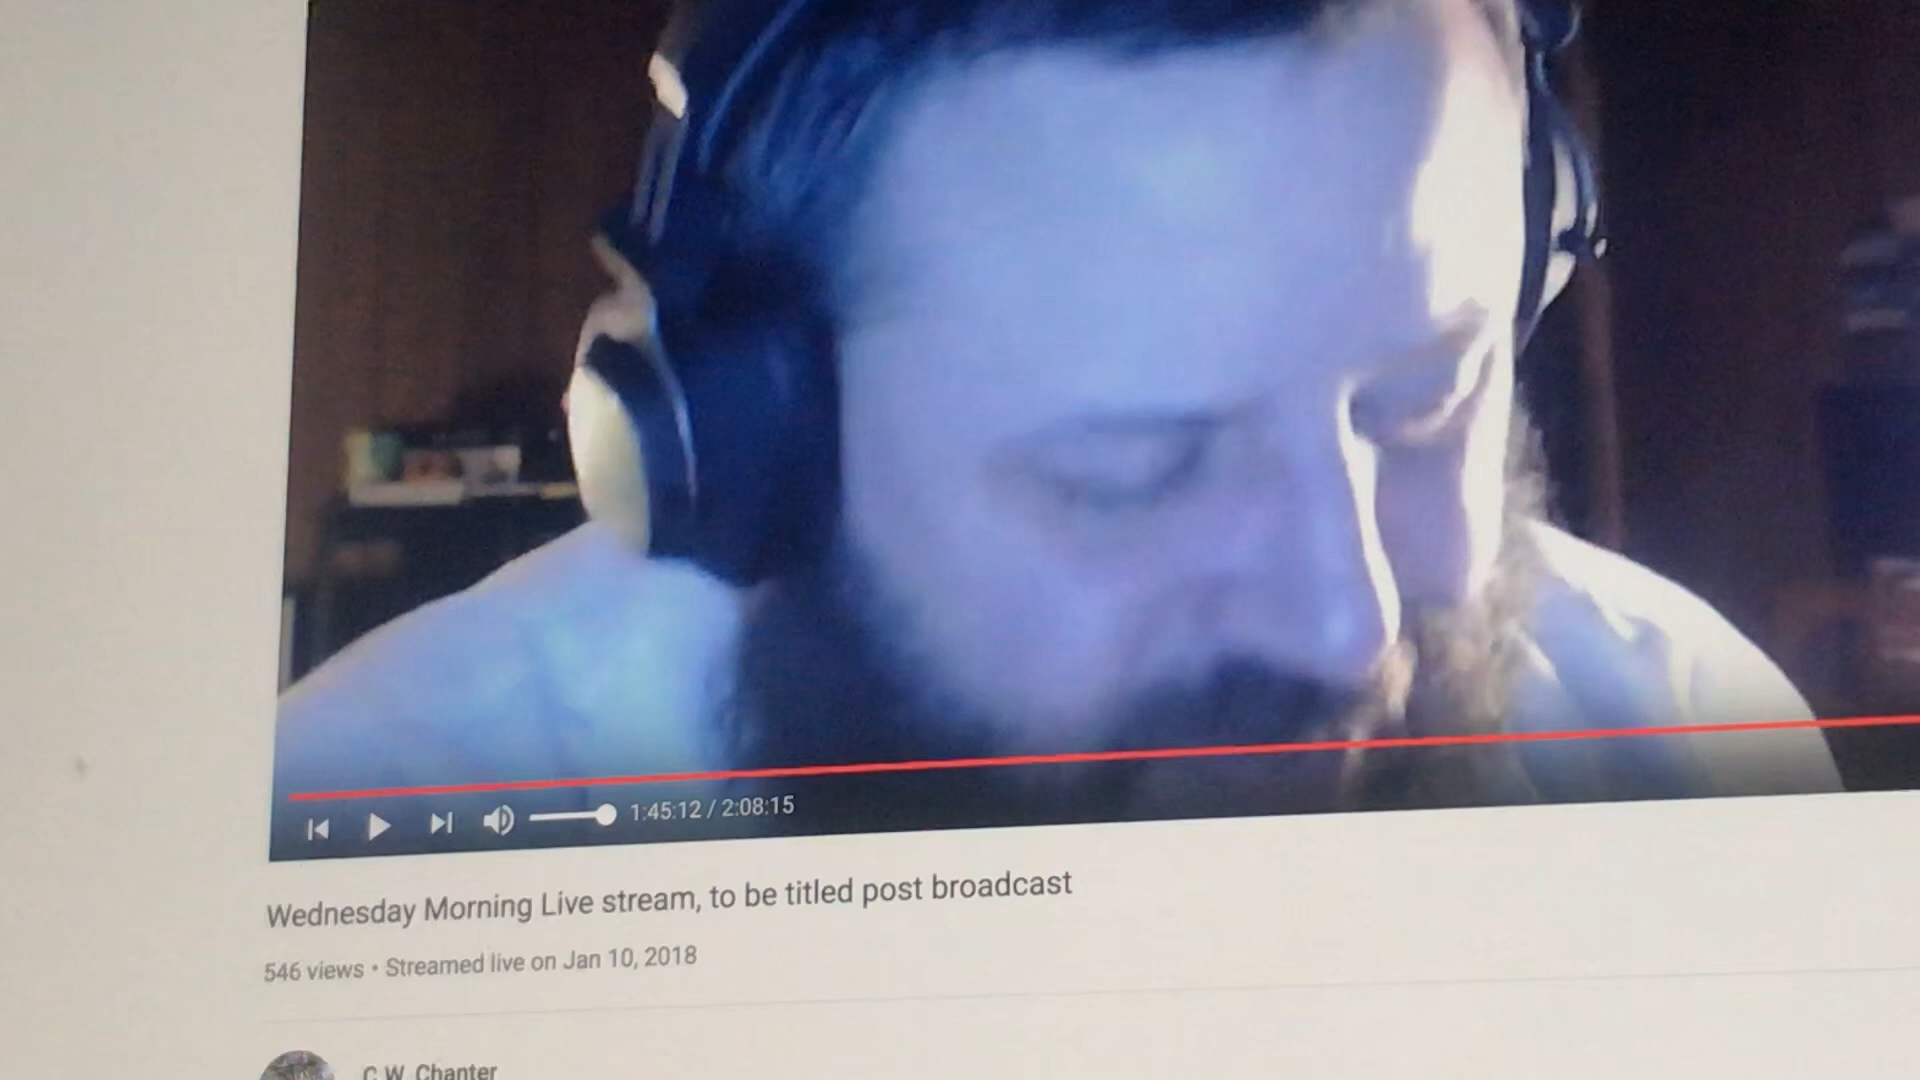 1:45:12 / 2:08:15
Wednesday Morning Live stream, to be titled post broadcast
546 views • Streamed live on Jan 10, 2018
C.W. Chanter